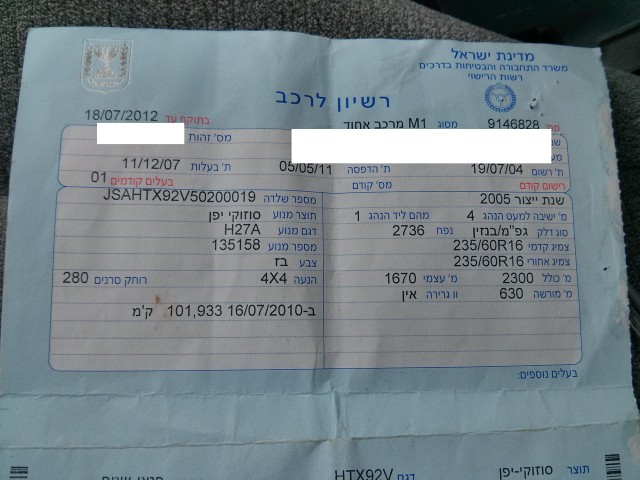 מדינת ישראל
משרד התחבורה והבטיחות בדרכים
רשות הרישוי
רשיון לרכב
מס' 9146828 מסוג M1 מרכב אחוד בתוקף עד 18/07/2012
מס' זהות
ת' רשום 19/07/04 ת' הדפסה 05/05/11 ת' בעלות 11/12/07
רישום קודם מס' קודם בעלים קודמים 01
שנת ייצור 2005 מספר שלדה JSAHTX92V50200019
מ' ישיבה למעט הנהג 4 מהם ליד הנהג 1 תוצר מנוע סוזוקי יפן
סוג דלק גפ"מ/בנזין נפח 2736 דגם מנוע H27A
צמיג קדמי 235/60R16 מספר מנוע 135158
צמיג אחורי 235/60R16 צבע בז
מ' כולל 2300 מ' עצמי 1670 הנעה 4X4 רוחק סרנים 280
מ' מורשה 630 וו גרירה אין
ב-16/07/2010 101,933 ק'מ
בעלים נוספים:
תוצר סוזוקי-יפן דגם HTX92V